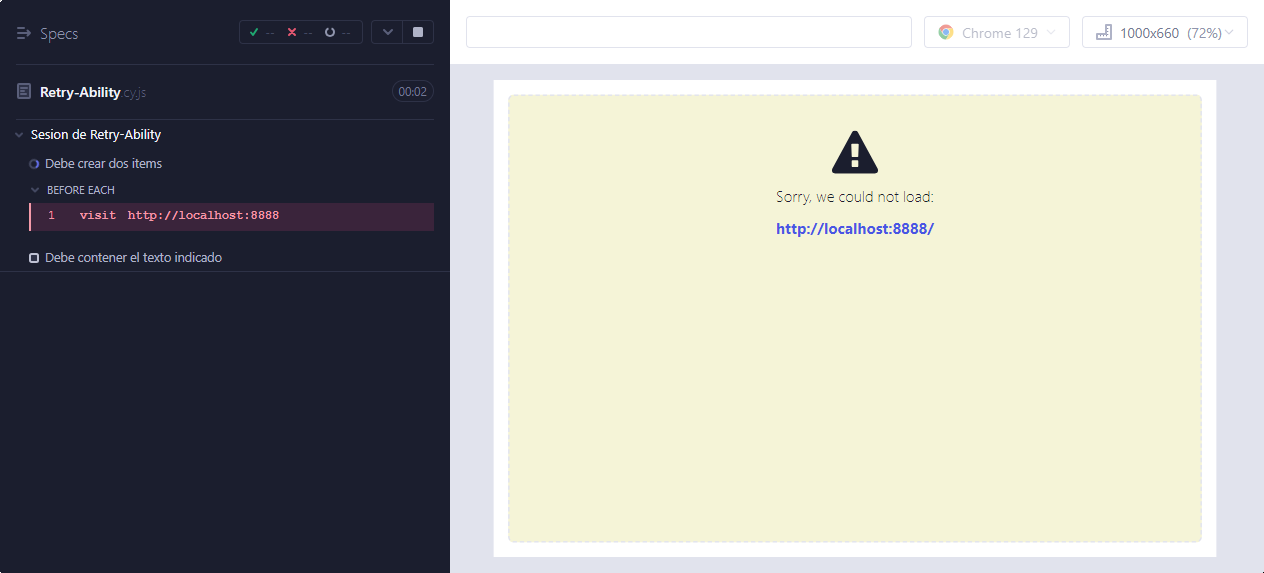 Specs
-- -- --
Retry-Ability.cy.js
00:02
Sesion de Retry-Ability
Debe crear dos ítems
BEFORE EACH
1 visit http://localhost:8888
Debe contener el texto indicado
Chrome 129
1000x660 (72%)
Sorry, we could not load:
http://localhost:8888/